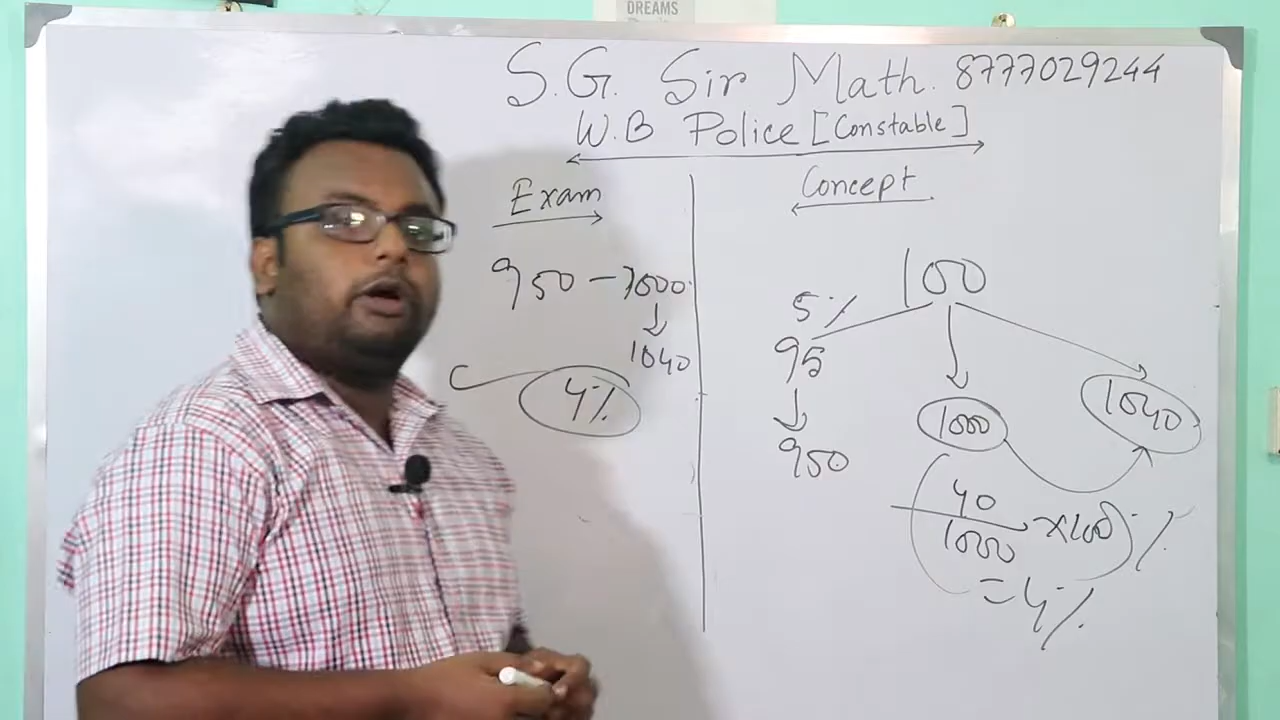 DREAMS
S.G. Sir Math. 8777029244
W.B Police [Constable]
Exam
950 - 1000
1040
4%
Concept
100
5%
95
950
1000
1040
40
1000
×100 %
= 4%